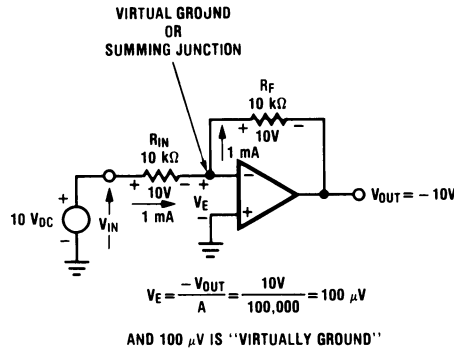 VIRTUAL GROUND
OR
SUMMING JUNCTION
RF
10 kΩ
+ 10V −
1 mA
RIN
10 kΩ
+ 10V − +
1 mA
VE
−
+
−
+
10 VDC
−
VIN
VOUT = − 10V
VE = −VOUT / A = 10V / 100,000 = 100 μV
AND 100 μV IS "VIRTUALLY GROUND"